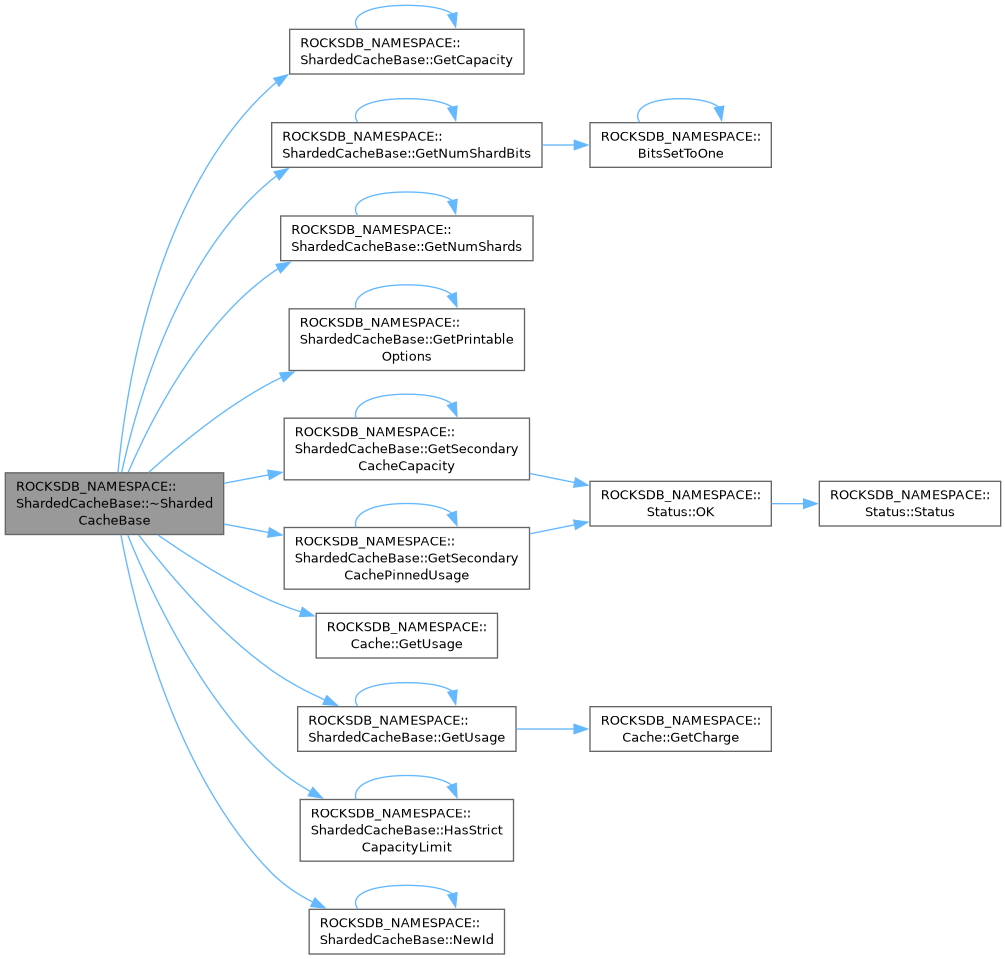 ROCKSDB_NAMESPACE::
ShardedCacheBase::GetCapacity
ROCKSDB_NAMESPACE::
ShardedCacheBase::GetNumShardBits
ROCKSDB_NAMESPACE::
BitsSetToOne
ROCKSDB_NAMESPACE::
ShardedCacheBase::GetNumShards
ROCKSDB_NAMESPACE::
ShardedCacheBase::GetPrintable
Options
ROCKSDB_NAMESPACE::
ShardedCacheBase::GetSecondary
CacheCapacity
ROCKSDB_NAMESPACE::
ShardedCacheBase::~Sharded
CacheBase
ROCKSDB_NAMESPACE::
Status::OK
ROCKSDB_NAMESPACE::
Status::Status
ROCKSDB_NAMESPACE::
ShardedCacheBase::GetSecondary
CachePinnedUsage
ROCKSDB_NAMESPACE::
Cache::GetUsage
ROCKSDB_NAMESPACE::
ShardedCacheBase::GetUsage
ROCKSDB_NAMESPACE::
Cache::GetCharge
ROCKSDB_NAMESPACE::
ShardedCacheBase::HasStrict
CapacityLimit
ROCKSDB_NAMESPACE::
ShardedCacheBase::NewId